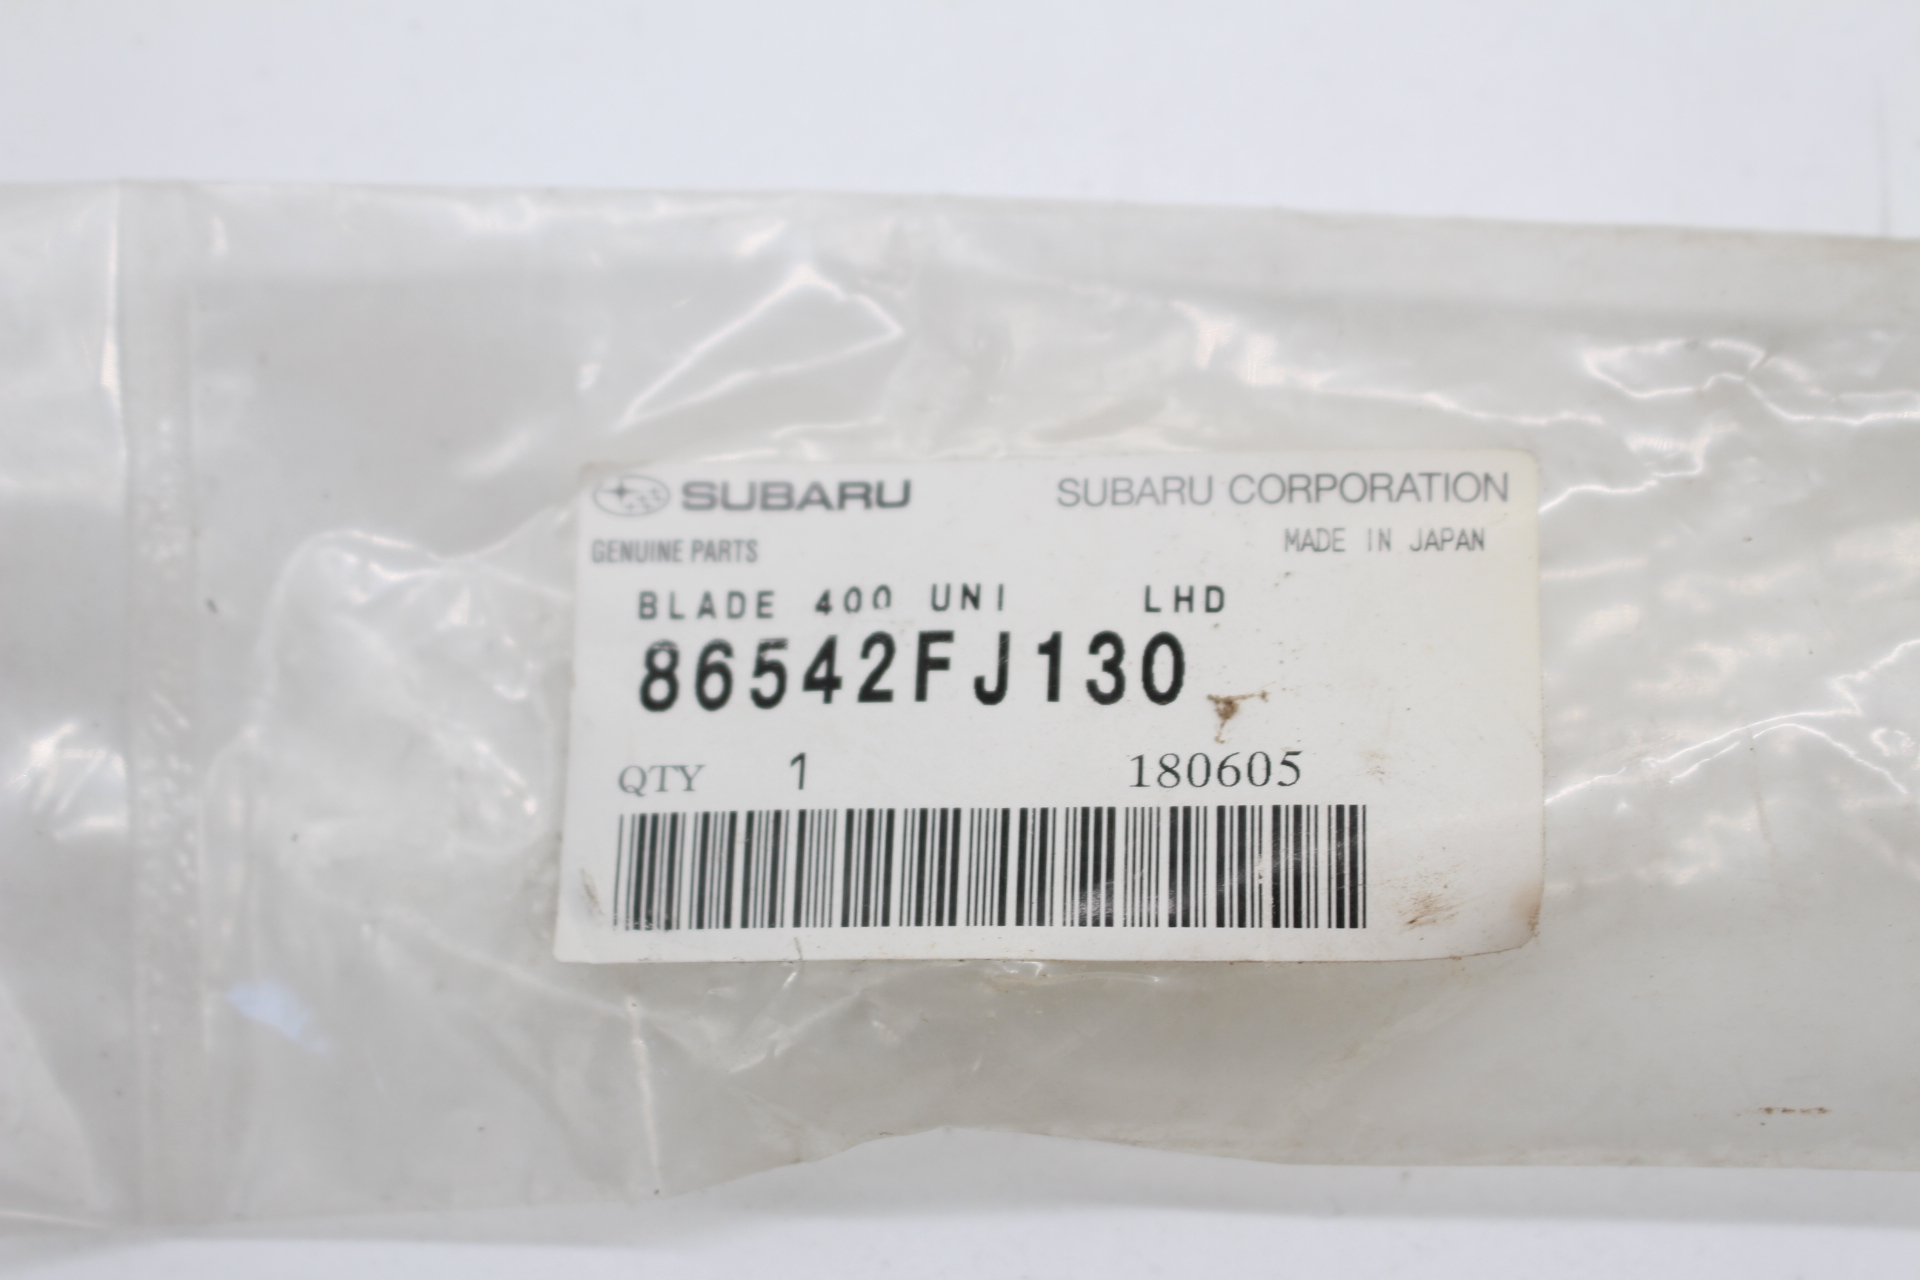 SUBARU SUBARU CORPORATION
GENUINE PARTS MADE IN JAPAN
BLADE 400 UNI LHD
86542FJ130
QTY 1 180605